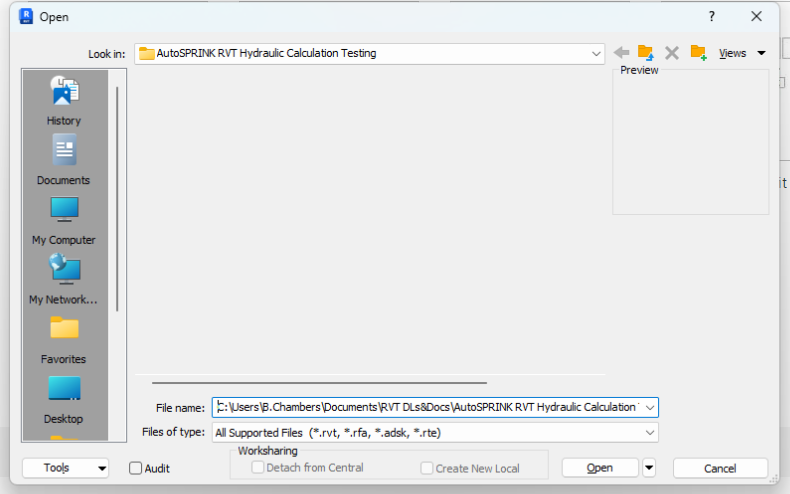 Open
Look in: AutoSPRINK RVT Hydraulic Calculation Testing
Views
Preview
History
Documents
My Computer
My Network...
Favorites
Desktop
File name: C:\Users\B.Chambers\Documents\RVT DLs&Docs\AutoSPRINK RVT Hydraulic Calculation
Files of type: All Supported Files (*.rvt, *.rfa, *.adsk, *.rte)
Worksharing
Tools
Audit
Detach from Central
Create New Local
Open
Cancel
it